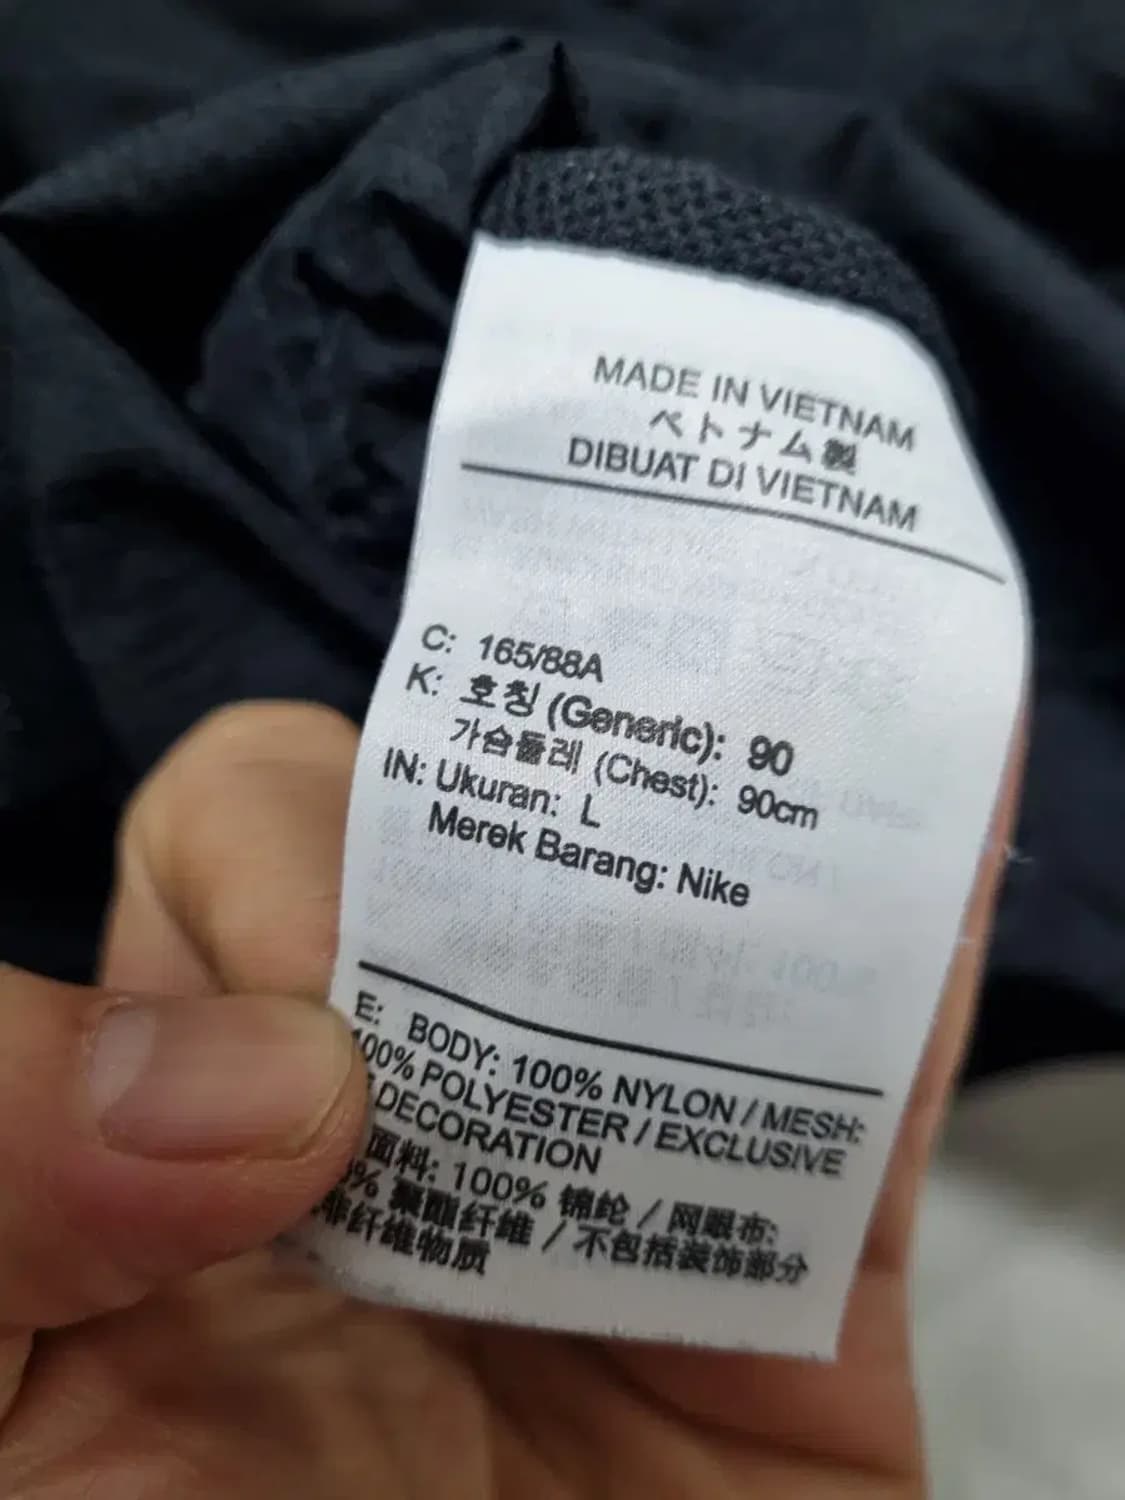 MADE IN VIETNAM
ベトナム製
DIBUAT DI VIETNAM
C: 165/88A
K: 호칭 (Generic): 90
가슴둘레 (Chest): 90cm
IN: Ukuran: L
Merek Barang: Nike
E: BODY: 100% NYLON / MESH:
100% POLYESTER / EXCLUSIVE
DECORATION
面料: 100% 锦纶 / 网眼布:
% 聚酯纤维 / 不包括装饰部分
非纤维物质